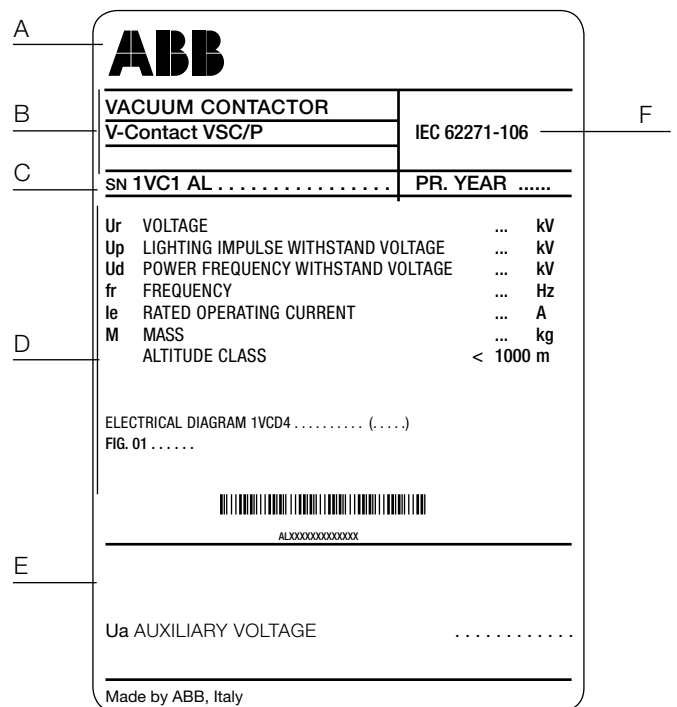 A
ABB
B
VACUUM CONTACTOR
V-Contact VSC/P
IEC 62271-106
F
C
SN 1VC1 AL . . . . . . . . . . . . . . . . PR. YEAR ......
Ur VOLTAGE ... kV
Up LIGHTING IMPULSE WITHSTAND VOLTAGE ... kV
Ud POWER FREQUENCY WITHSTAND VOLTAGE ... kV
fr FREQUENCY ... Hz
Ie RATED OPERATING CURRENT ... A
M MASS ... kg
D
ALTITUDE CLASS < 1000 m
ELECTRICAL DIAGRAM 1VCD4 . . . . . . . . . . (. . . . .)
FIG. 01 . . . . . .
ALXXXXXXXXXXXXX
E
Ua AUXILIARY VOLTAGE . . . . . . . . . . . .
Made by ABB, Italy